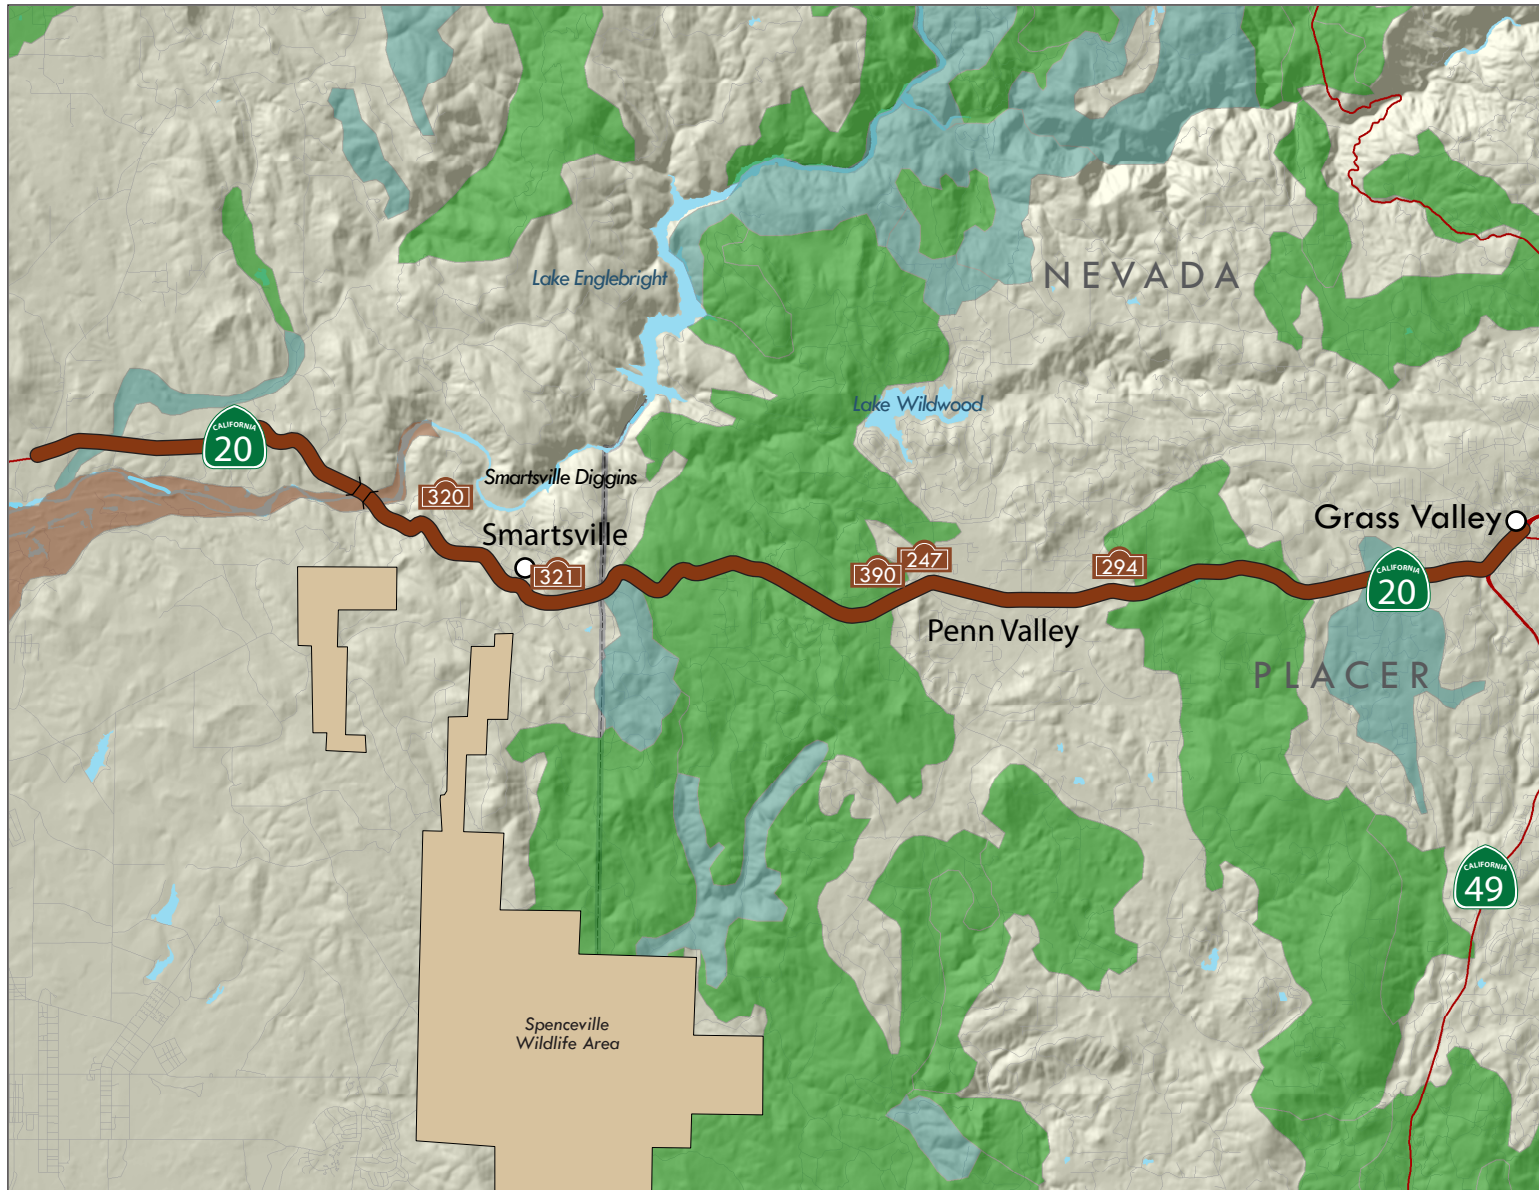 NEVADA
Lake Englebright
Lake Wildwood
CALIFORNIA
20
Smartsville Diggins
320
Grass Valley
Smartsville
321
390
247
294
CALIFORNIA
20
Penn Valley
PLACER
CALIFORNIA
49
Spenceville
Wildlife Area